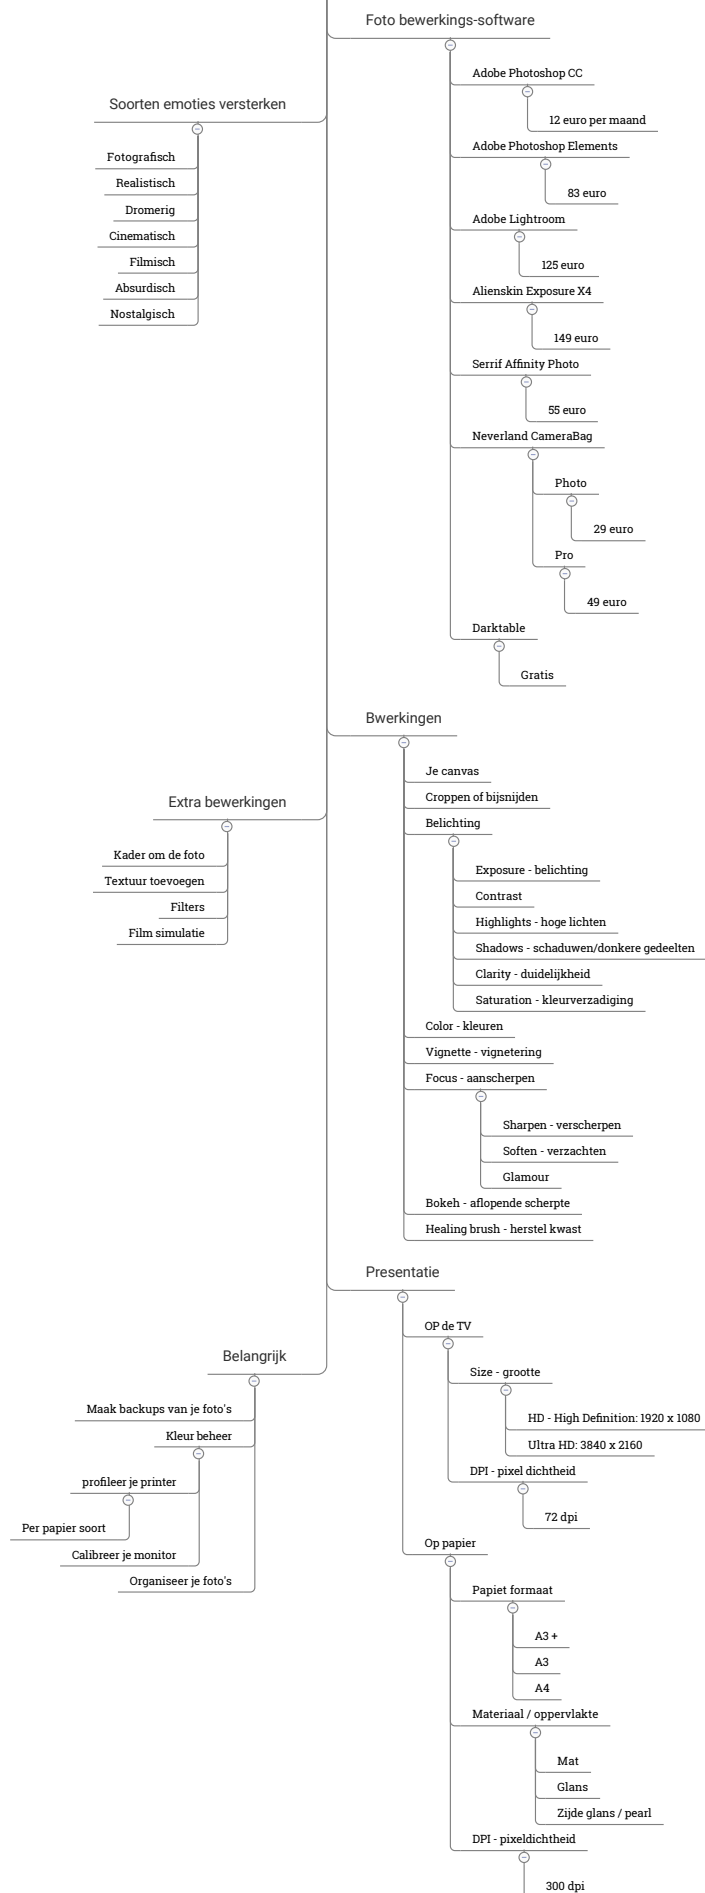 Foto bewerkings-software
Adobe Photoshop CC
12 euro per maand
Adobe Photoshop Elements
83 euro
Adobe Lightroom
125 euro
Alienskin Exposure X4
149 euro
Serrif Affinity Photo
55 euro
Neverland CameraBag
Photo
29 euro
Pro
49 euro
Darktable
Gratis
Soorten emoties versterken
Fotografisch
Realistisch
Dromerig
Cinematisch
Filmisch
Absurdisch
Nostalgisch
Bwerkingen
Je canvas
Croppen of bijsnijden
Belichting
Exposure - belichting
Contrast
Highlights - hoge lichten
Shadows - schaduwen/donkere gedeelten
Clarity - duidelijkheid
Saturation - kleurverzadiging
Color - kleuren
Vignette - vignetering
Focus - aanscherpen
Sharpen - verscherpen
Soften - verzachten
Glamour
Bokeh - aflopende scherpte
Healing brush - herstel kwast
Extra bewerkingen
Kader om de foto
Textuur toevoegen
Filters
Film simulatie
Presentatie
OP de TV
Size - grootte
HD - High Definition: 1920 x 1080
Ultra HD: 3840 x 2160
DPI - pixel dichtheid
72 dpi
Op papier
Papiet formaat
A3 +
A3
A4
Materiaal / oppervlakte
Mat
Glans
Zijde glans / pearl
DPI - pixeldichtheid
300 dpi
Belangrijk
Maak backups van je foto's
Kleur beheer
profileer je printer
Per papier soort
Calibreer je monitor
Organiseer je foto's